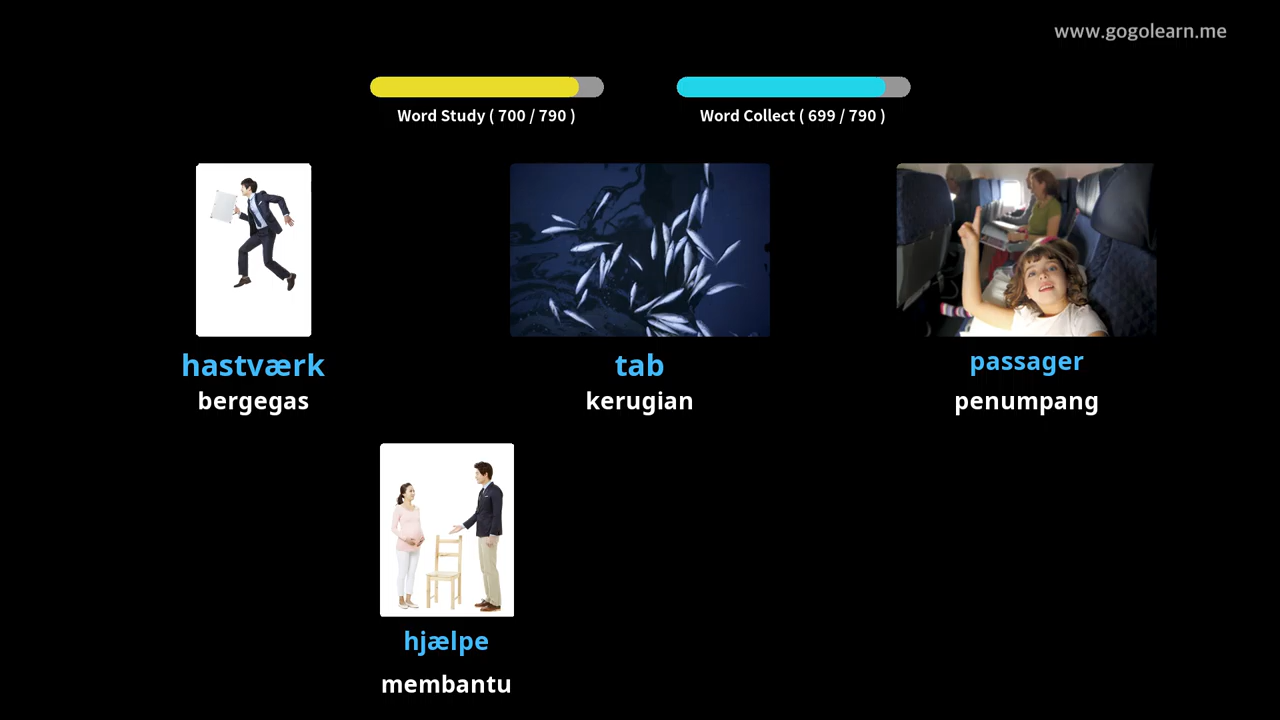 www.gogolearn.me
Word Study ( 700 / 790 )
Word Collect ( 699 / 790 )
hastværk
bergegas
tab
kerugian
passager
penumpang
hjælpe
membantu